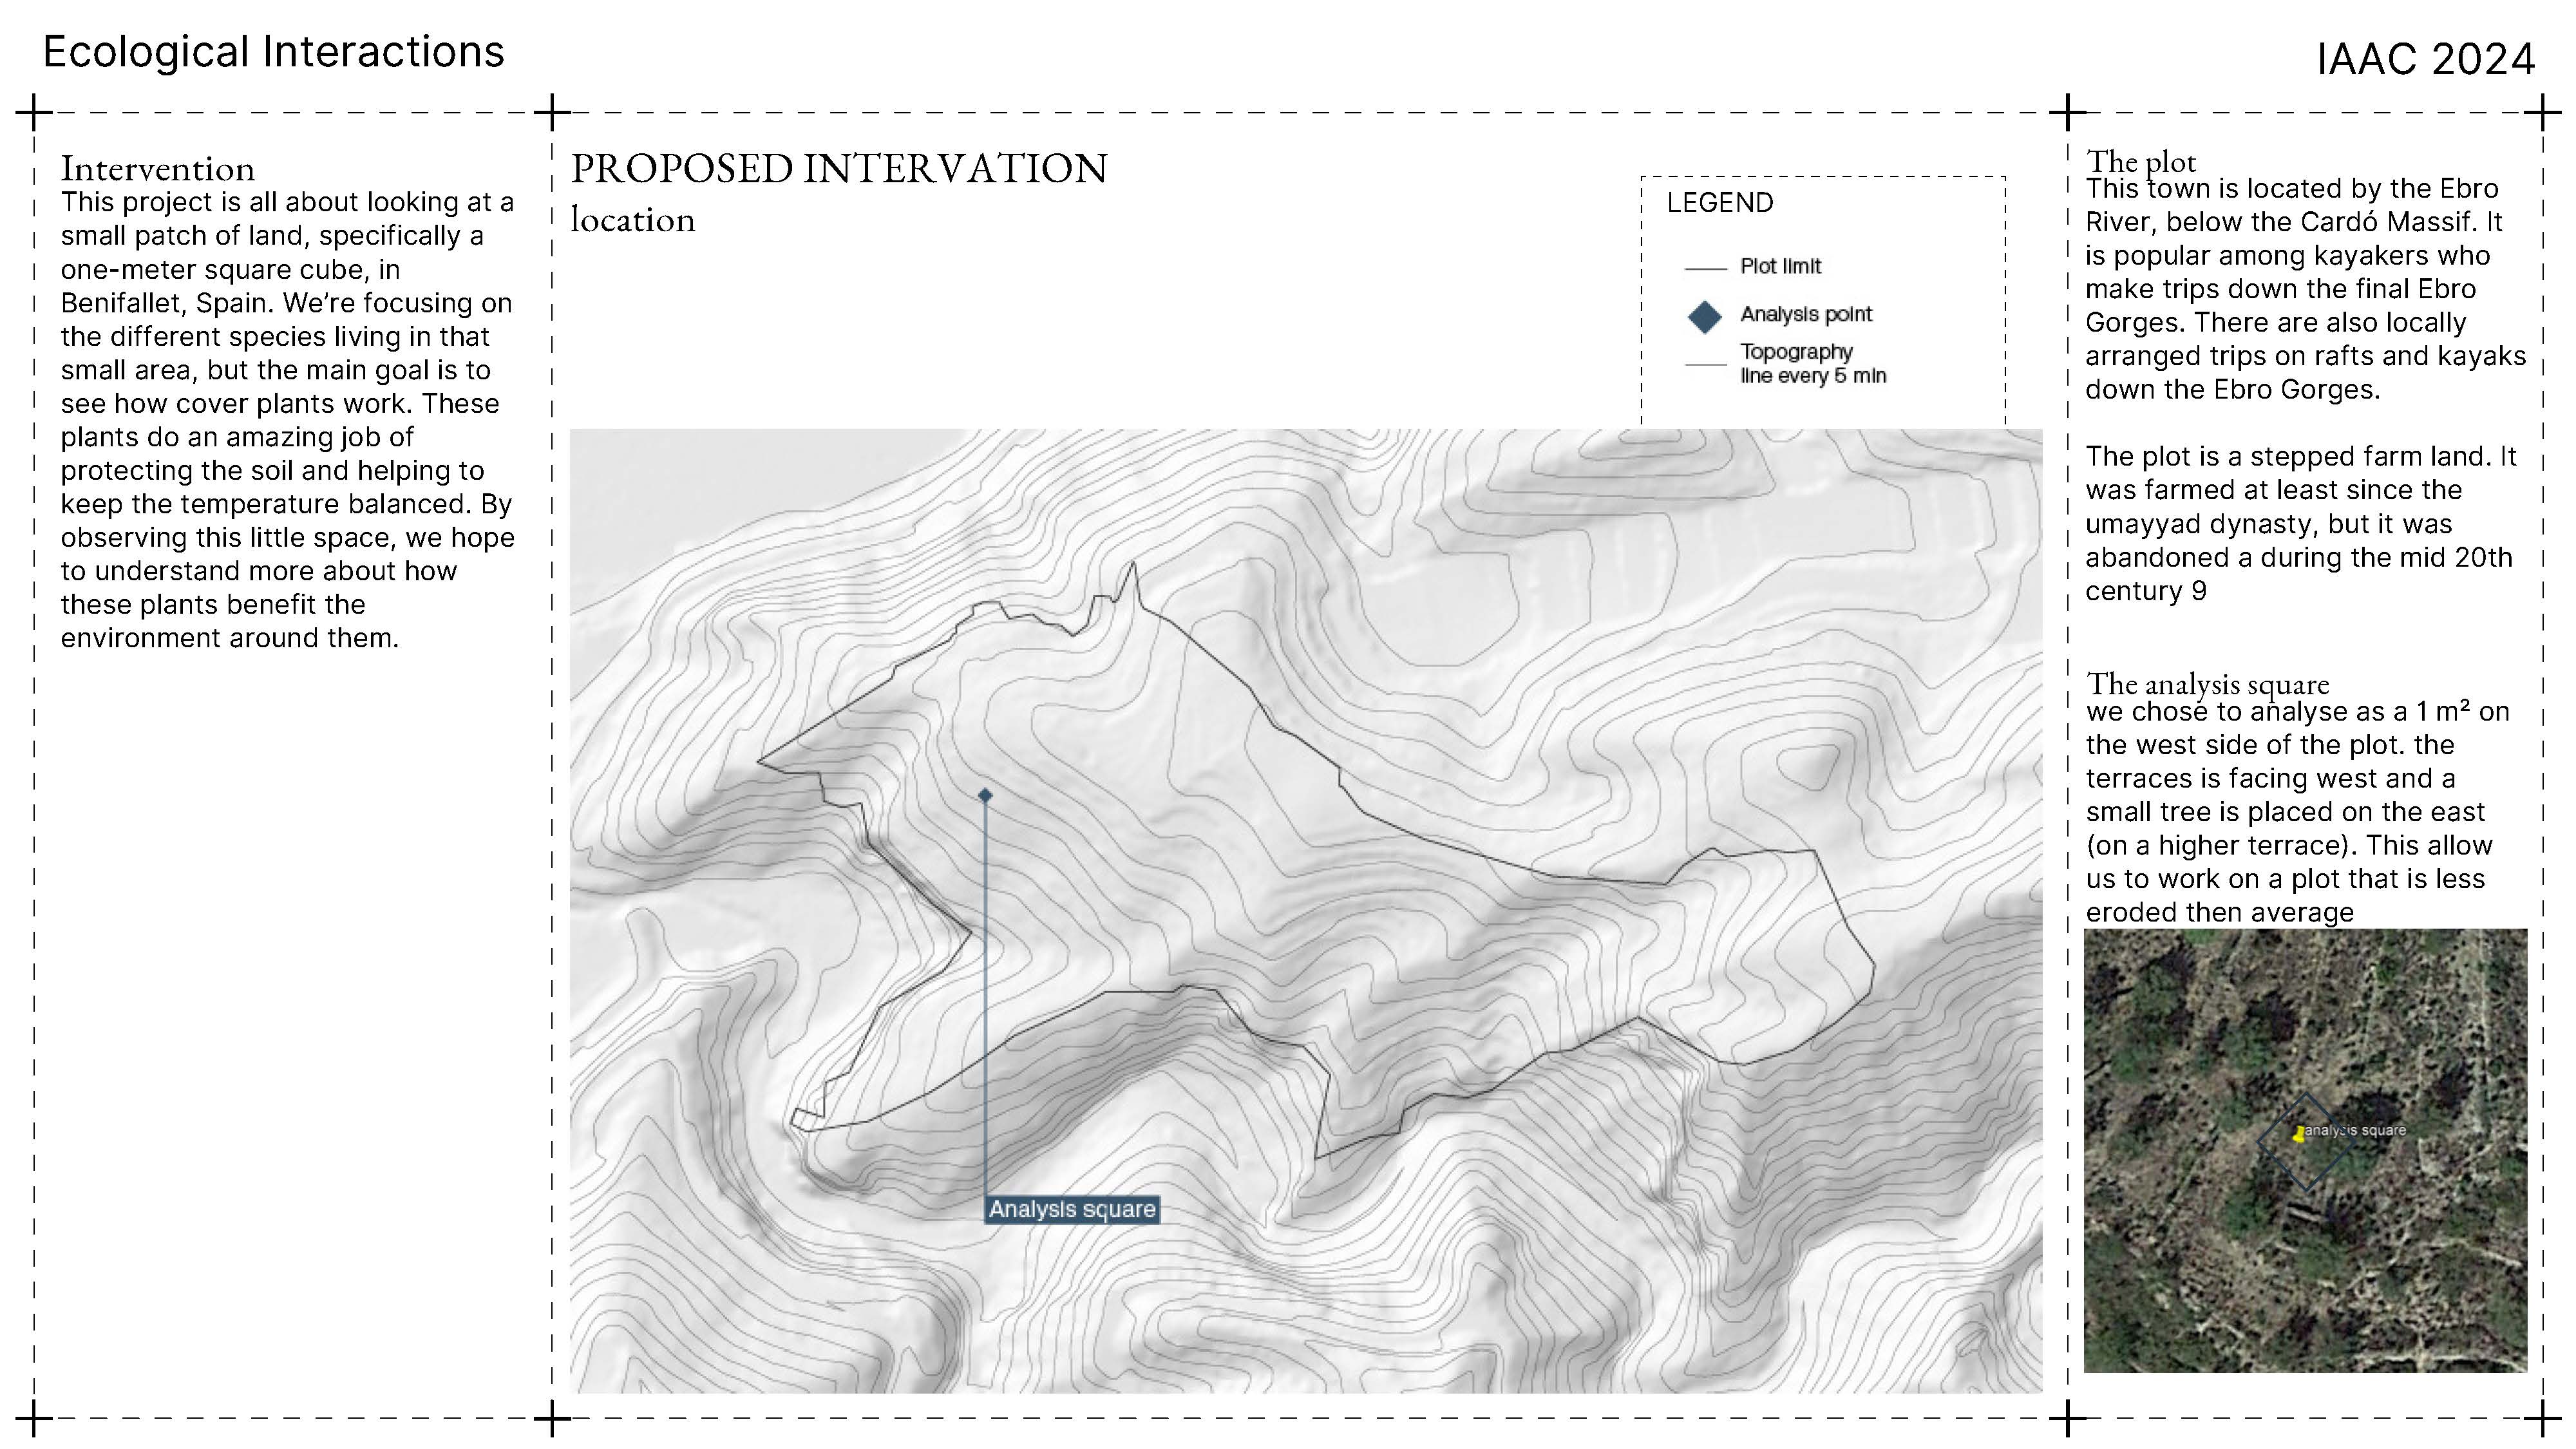 Ecological Interactions
IAAC 2024
Intervention
This project is all about looking at a
small patch of land, specifically a
one-meter square cube, in
Benifallet, Spain. We're focusing on
the different species living in that
small area, but the main goal is to
see how cover plants work. These
plants do an amazing job of
protecting the soil and helping to
keep the temperature balanced. By
observing this little space, we hope
to understand more about how
these plants benefit the
environment around them.
PROPOSED INTERVATION
location
LEGEND
Plot limit
Analysis point
Topography
line every 5 min
Analysis square
The plot
This town is located by the Ebro
River, below the Cardó Massif. It
is popular among kayakers who
make trips down the final Ebro
Gorges. There are also locally
arranged trips on rafts and kayaks
down the Ebro Gorges.
The plot is a stepped farm land. It
was farmed at least since the
umayyad dynasty, but it was
abandoned a during the mid 20th
century 9
The analysis square
we chose to analyse as a 1 m² on
the west side of the plot. the
terraces is facing west and a
small tree is placed on the east
(on a higher terrace). This allow
us to work on a plot that is less
eroded then average
analysis square